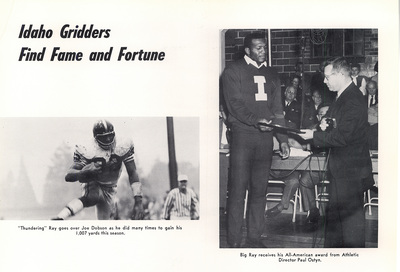 Idaho Gridders
Find Fame and Fortune
I
"Thundering" Ray goes over Jon Dobson as he did many times to gain his
1,007 yards this season.
Big Ray receives his All-American award from Athletic
Director Paul Ostyn.